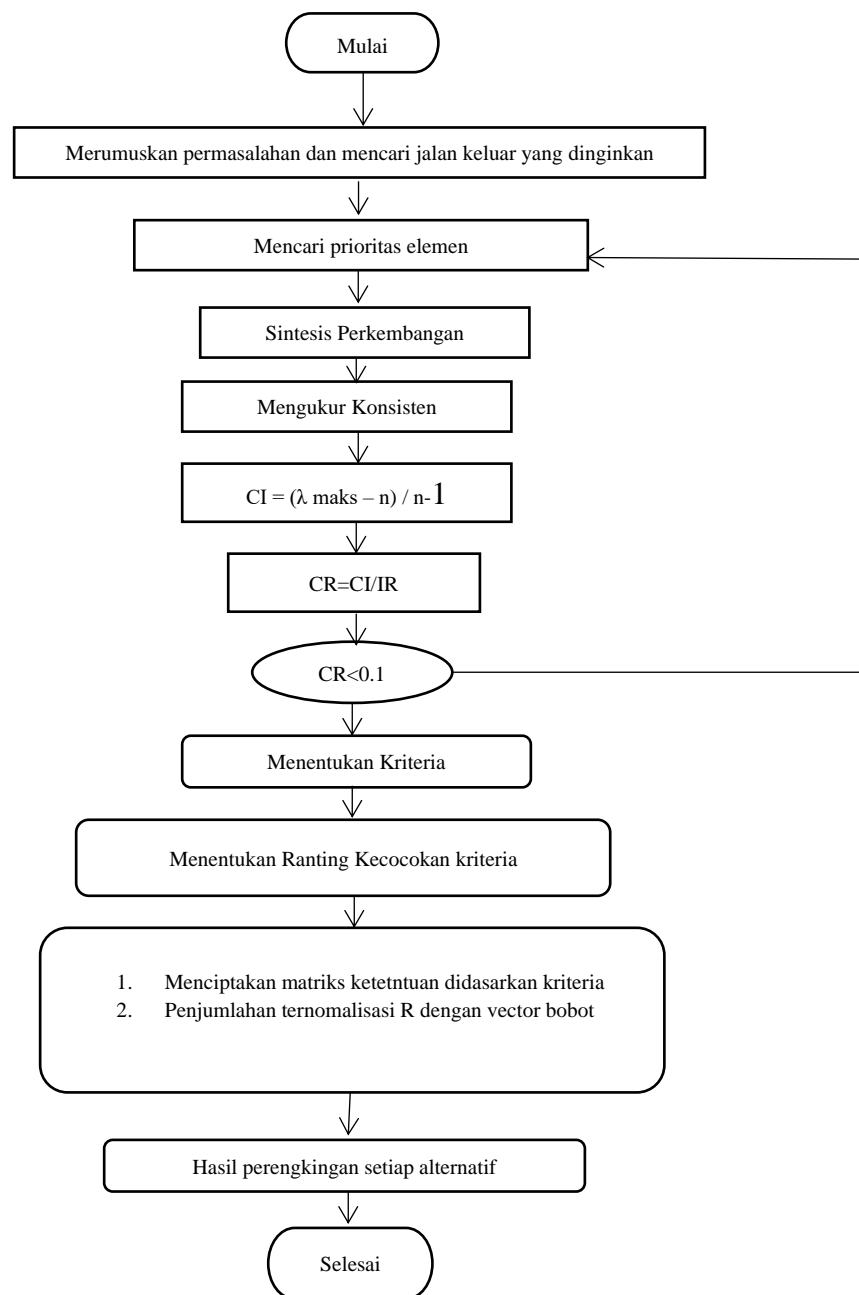 Mulai
Merumuskan permasalahan dan mencari jalan keluar yang dinginkan
Mencari prioritas elemen
Sintesis Perkembangan
Mengukur Konsisten
CI = (λ maks – n) / n-1
CR=CI/IR
CR<0.1
Menentukan Kriteria
Menentukan Ranting Kecocokan kriteria
1. Menciptakan matriks ketetntuan didasarkan kriteria
2. Penjumlahan ternomalisasi R dengan vector bobot
Hasil perengkingan setiap alternatif
Selesai